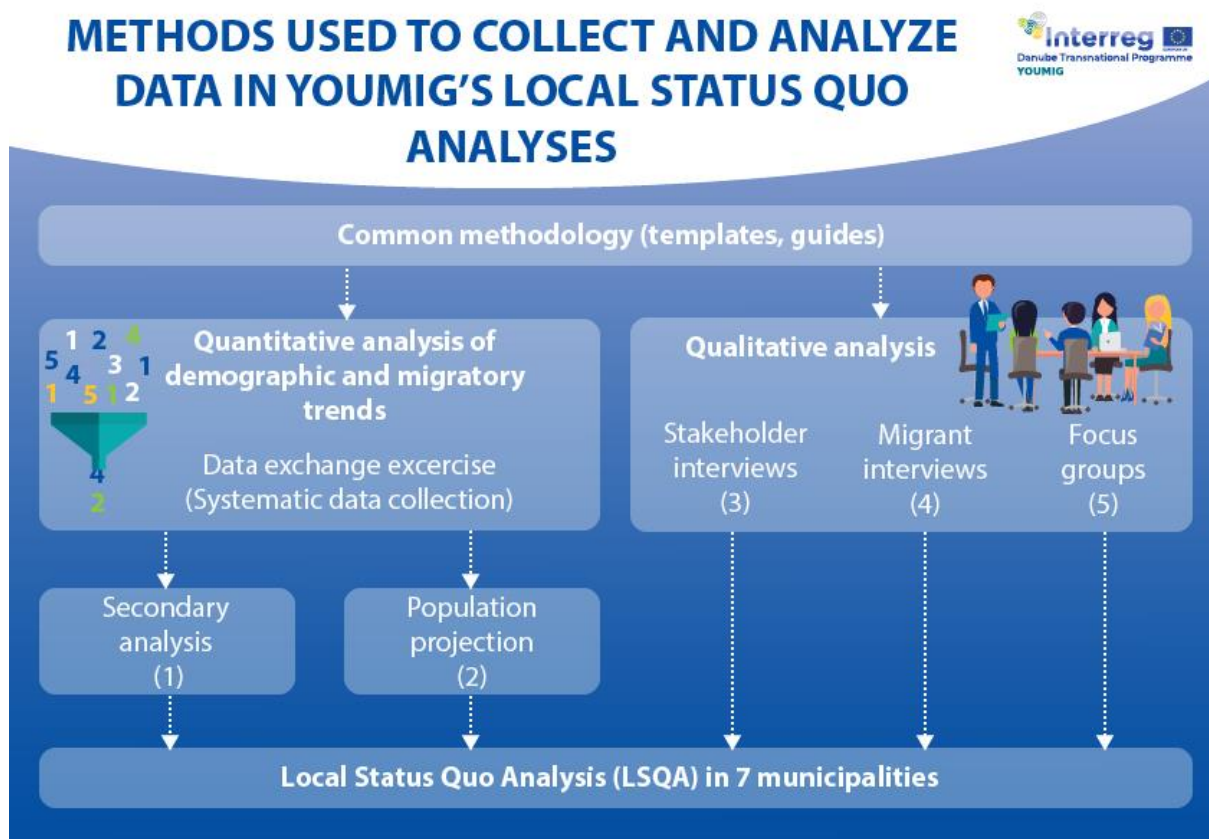 METHODS USED TO COLLECT AND ANALYZE
DATA IN YOUMIG'S LOCAL STATUS QUO
ANALYSES
Interreg
Danube Transnational Programme
YOUMIG
Common methodology (templates, guides)
1 2 4
5 4 3 1
1 5 1 2
4
2
Quantitative analysis of
demographic and migratory
trends
Data exchange excercise
(Systematic data collection)
Qualitative analysis
Stakeholder
interviews
(3)
Migrant
interviews
(4)
Focus
groups
(5)
Secondary
analysis
(1)
Population
projection
(2)
Local Status Quo Analysis (LSQA) in 7 municipalities